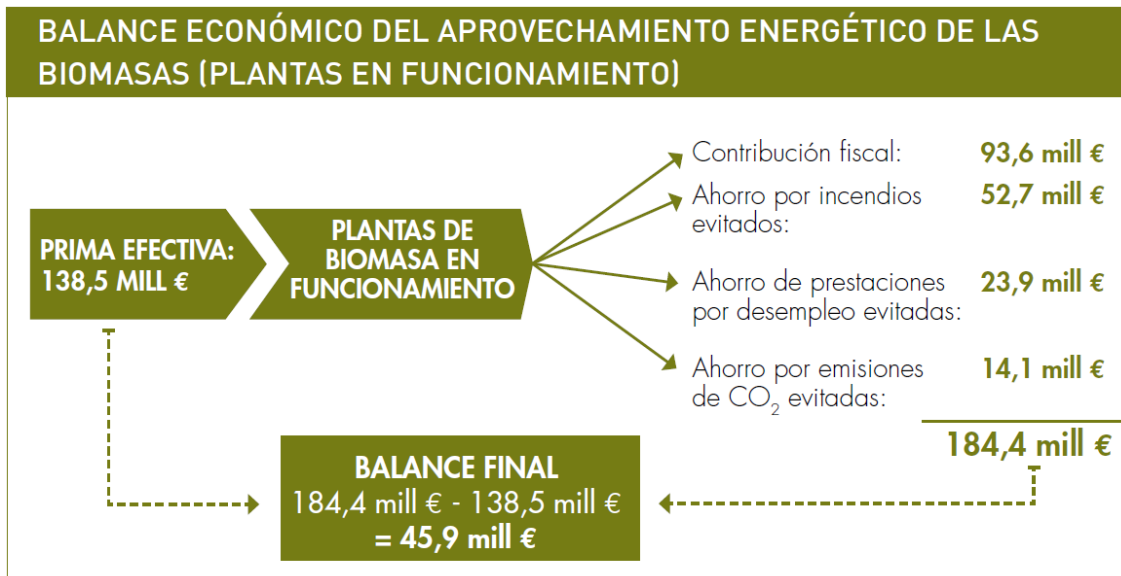 BALANCE ECONÓMICO DEL APROVECHAMIENTO ENERGÉTICO DE LAS
BIOMASAS (PLANTAS EN FUNCIONAMIENTO)
PRIMA EFECTIVA:
138,5 MILL €
PLANTAS DE
BIOMASA EN
FUNCIONAMIENTO
Contribución fiscal: 93,6 mill €
Ahorro por incendios 52,7 mill €
evitados:
Ahorro de prestaciones 23,9 mill €
por desempleo evitadas:
Ahorro por emisiones 14,1 mill €
de CO₂ evitadas:
184,4 mill €
BALANCE FINAL
184,4 mill € - 138,5 mill €
= 45,9 mill €